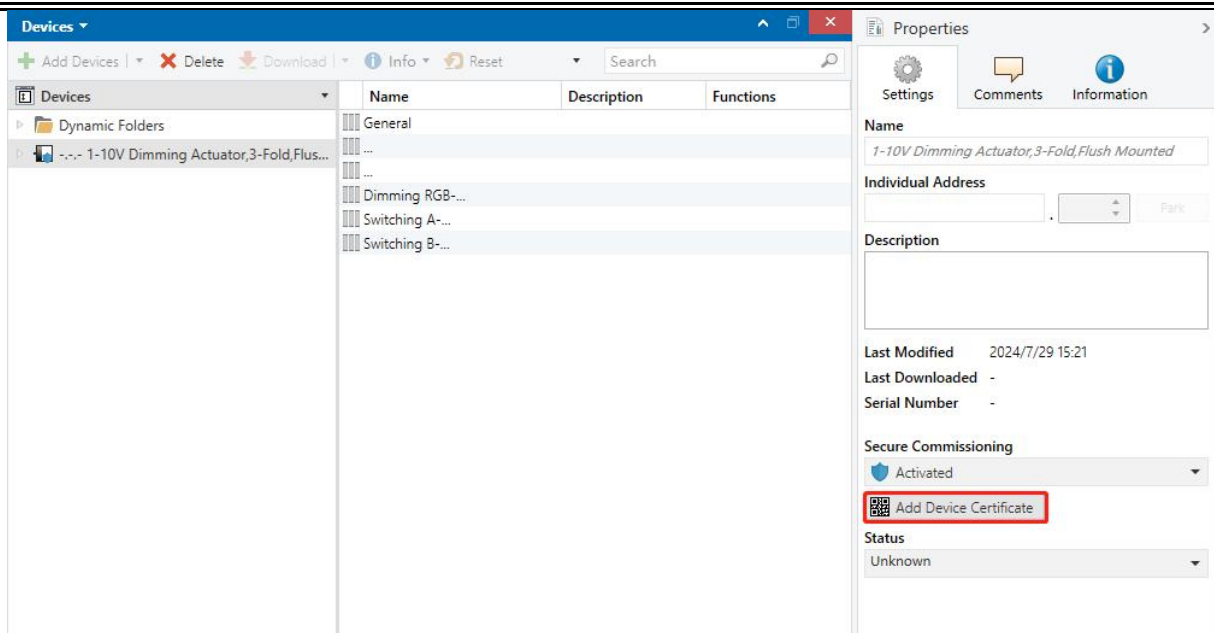 Devices
Add Devices Delete Download Info Reset Search
Devices
Dynamic Folders
-.-.- 1-10V Dimming Actuator,3-Fold,Flus...
Name Description Functions
General
...
...
Dimming RGB-...
Switching A-...
Switching B-...
Properties
Settings Comments Information
Name
1-10V Dimming Actuator,3-Fold,Flush Mounted
Individual Address
. Park
Description
Last Modified 2024/7/29 15:21
Last Downloaded -
Serial Number -
Secure Commissioning
Activated
Add Device Certificate
Status
Unknown